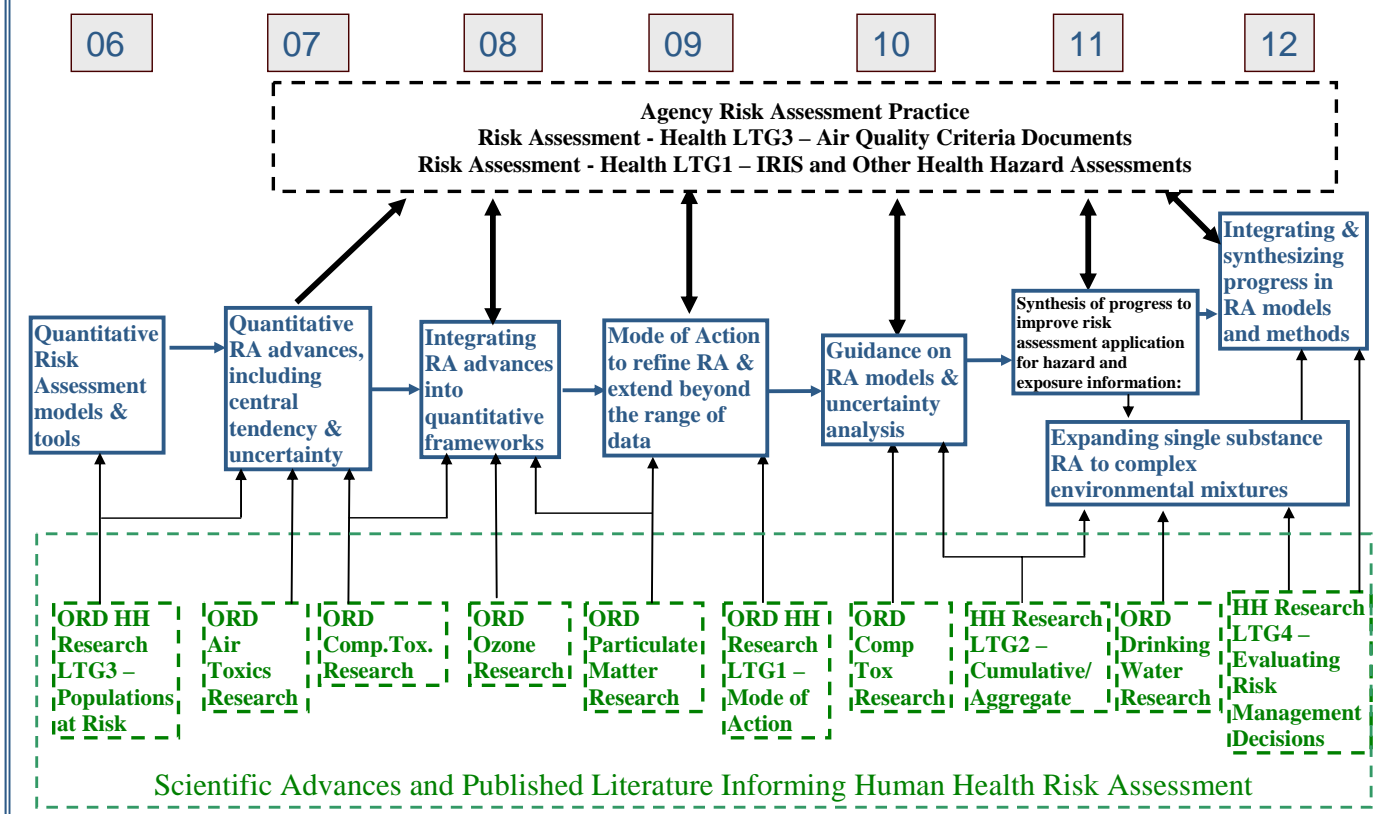 06 07 08 09 10 11 12
Agency Risk Assessment Practice
Risk Assessment - Health LTG3 – Air Quality Criteria Documents
Risk Assessment - Health LTG1 – IRIS and Other Health Hazard Assessments
Quantitative
Risk
Assessment
models &
tools
Quantitative
RA advances,
including
central
tendency &
uncertainty
Integrating
RA advances
into
quantitative
frameworks
Mode of Action
to refine RA &
extend beyond
the range of
data
Guidance on
RA models &
uncertainty
analysis
Synthesis of progress to
improve risk
assessment application
for hazard and
exposure information:
Integrating &
synthesizing
progress in
RA models
and methods
Expanding single substance
RA to complex
environmental mixtures
ORD HH
Research
LTG3 –
Populations
at Risk
ORD
Air
Toxics
Research
ORD
Comp.Tox.
Research
ORD
Ozone
Research
ORD
Particulate
Matter
Research
ORD HH
Research
LTG1 –
Mode of
Action
ORD
Comp
Tox
Research
HH Research
LTG2 –
Cumulative/
Aggregate
ORD
Drinking
Water
Research
HH Research
LTG4 –
Evaluating
Risk
Management
Decisions
Scientific Advances and Published Literature Informing Human Health Risk Assessment